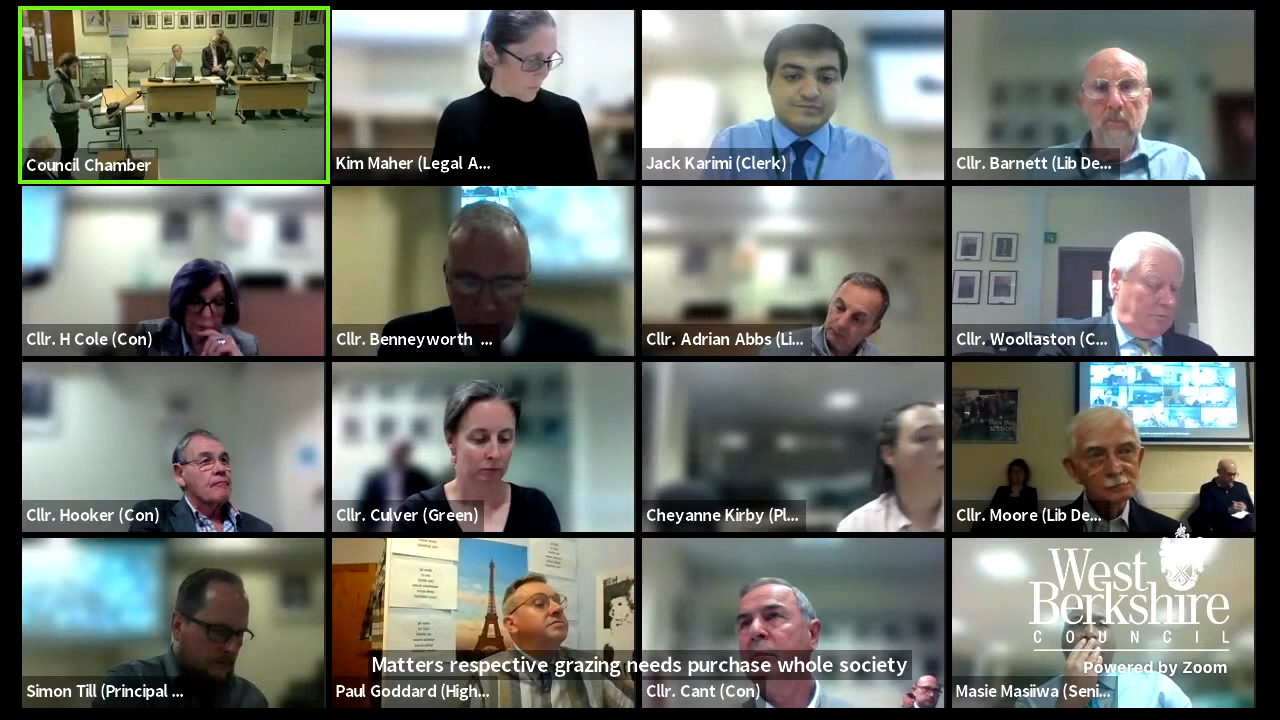 Council Chamber
Kim Maher (Legal A...
Jack Karimi (Clerk)
Cllr. Barnett (Lib De...
Cllr. H Cole (Con)
Cllr. Benneyworth ...
Cllr. Adrian Abbs (Li...
Cllr. Woollaston (C...
Cllr. Hooker (Con)
Cllr. Culver (Green)
Cheyanne Kirby (Pl...
Cllr. Moore (Lib De...
West
Berkshire
COUNCIL
Powered by Zoom
Matters respective grazing needs purchase whole society
Simon Till (Principal ...
Paul Goddard (High...
Cllr. Cant (Con)
Masie Masiiwa (Seni...